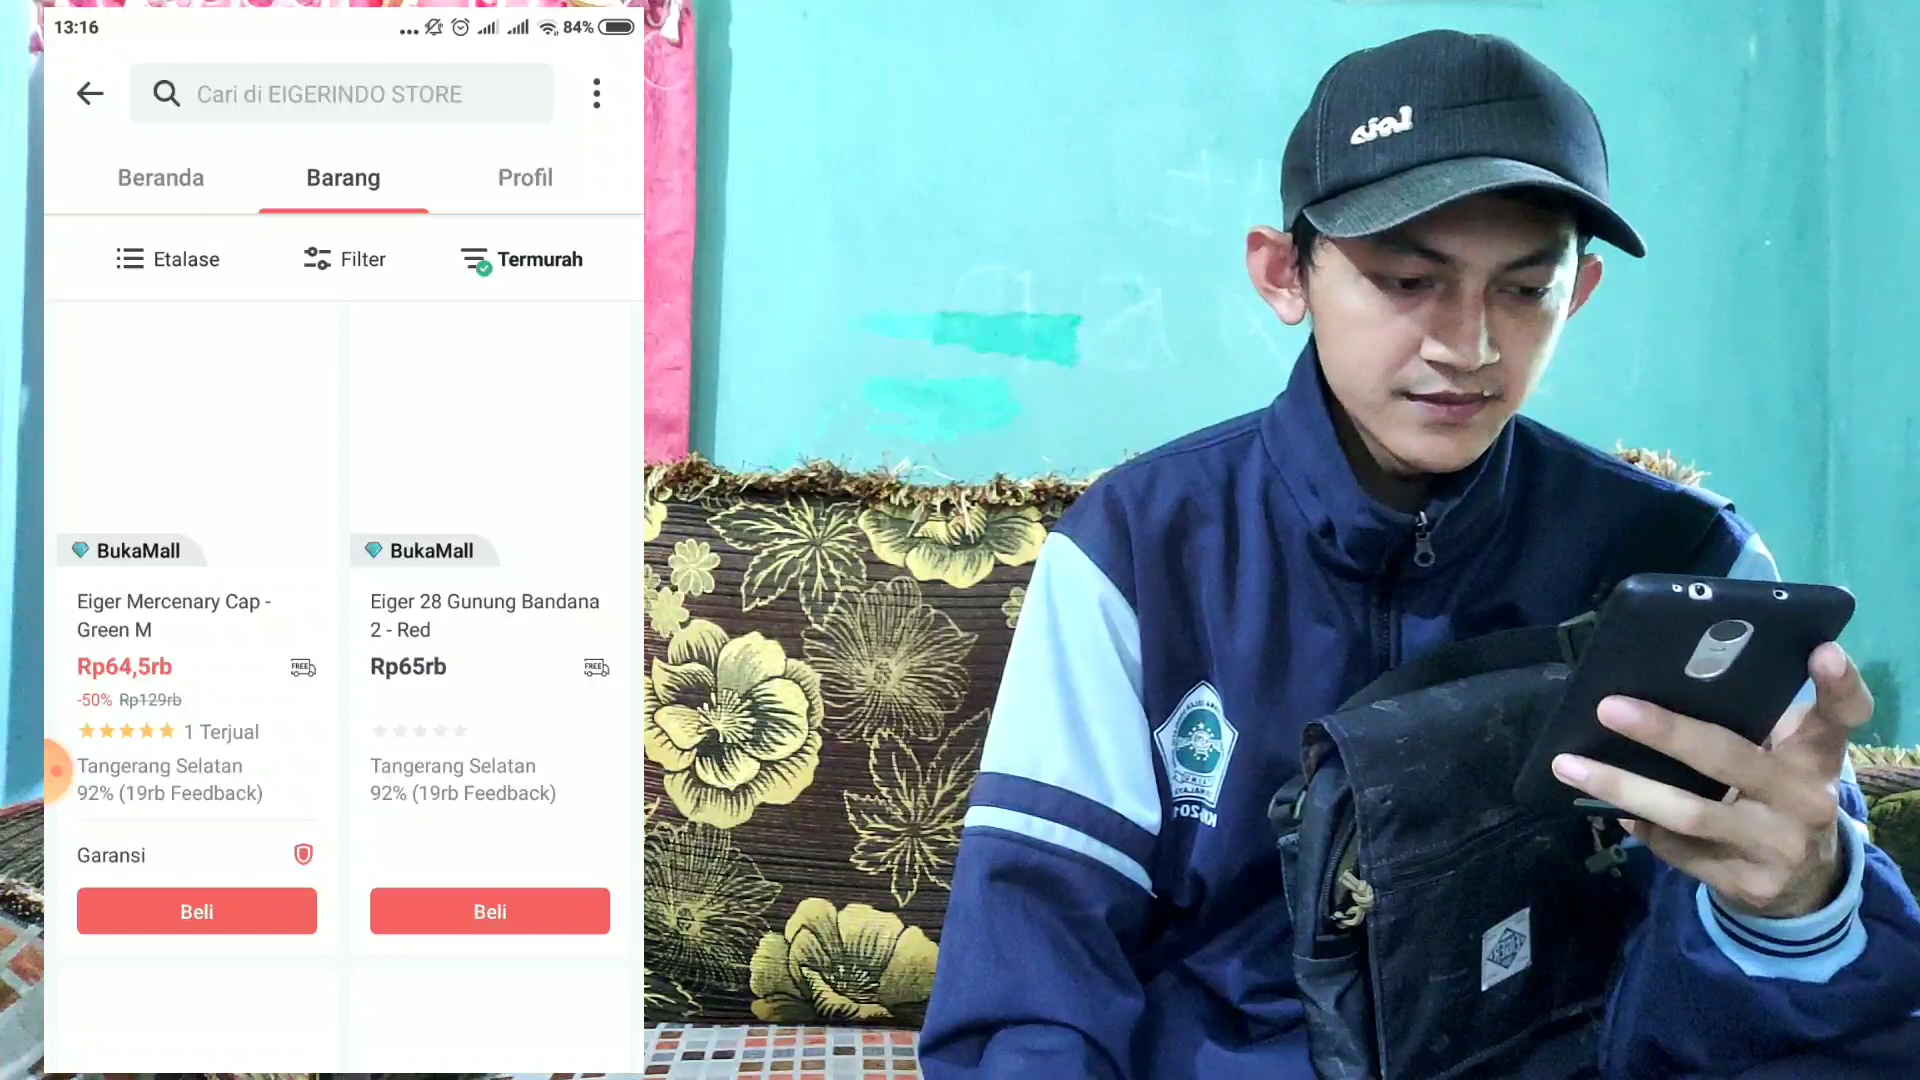 13:16
84%
Cari di EIGERINDO STORE
Beranda
Barang
Profil
Etalase
Filter
Termurah
BukaMall
Eiger Mercenary Cap -
Green M
Rp64,5rb
FREE
-50% Rp129rb
1 Terjual
Tangerang Selatan
92% (19rb Feedback)
Garansi
Beli
BukaMall
Eiger 28 Gunung Bandana
2 - Red
Rp65rb
FREE
Tangerang Selatan
92% (19rb Feedback)
Beli